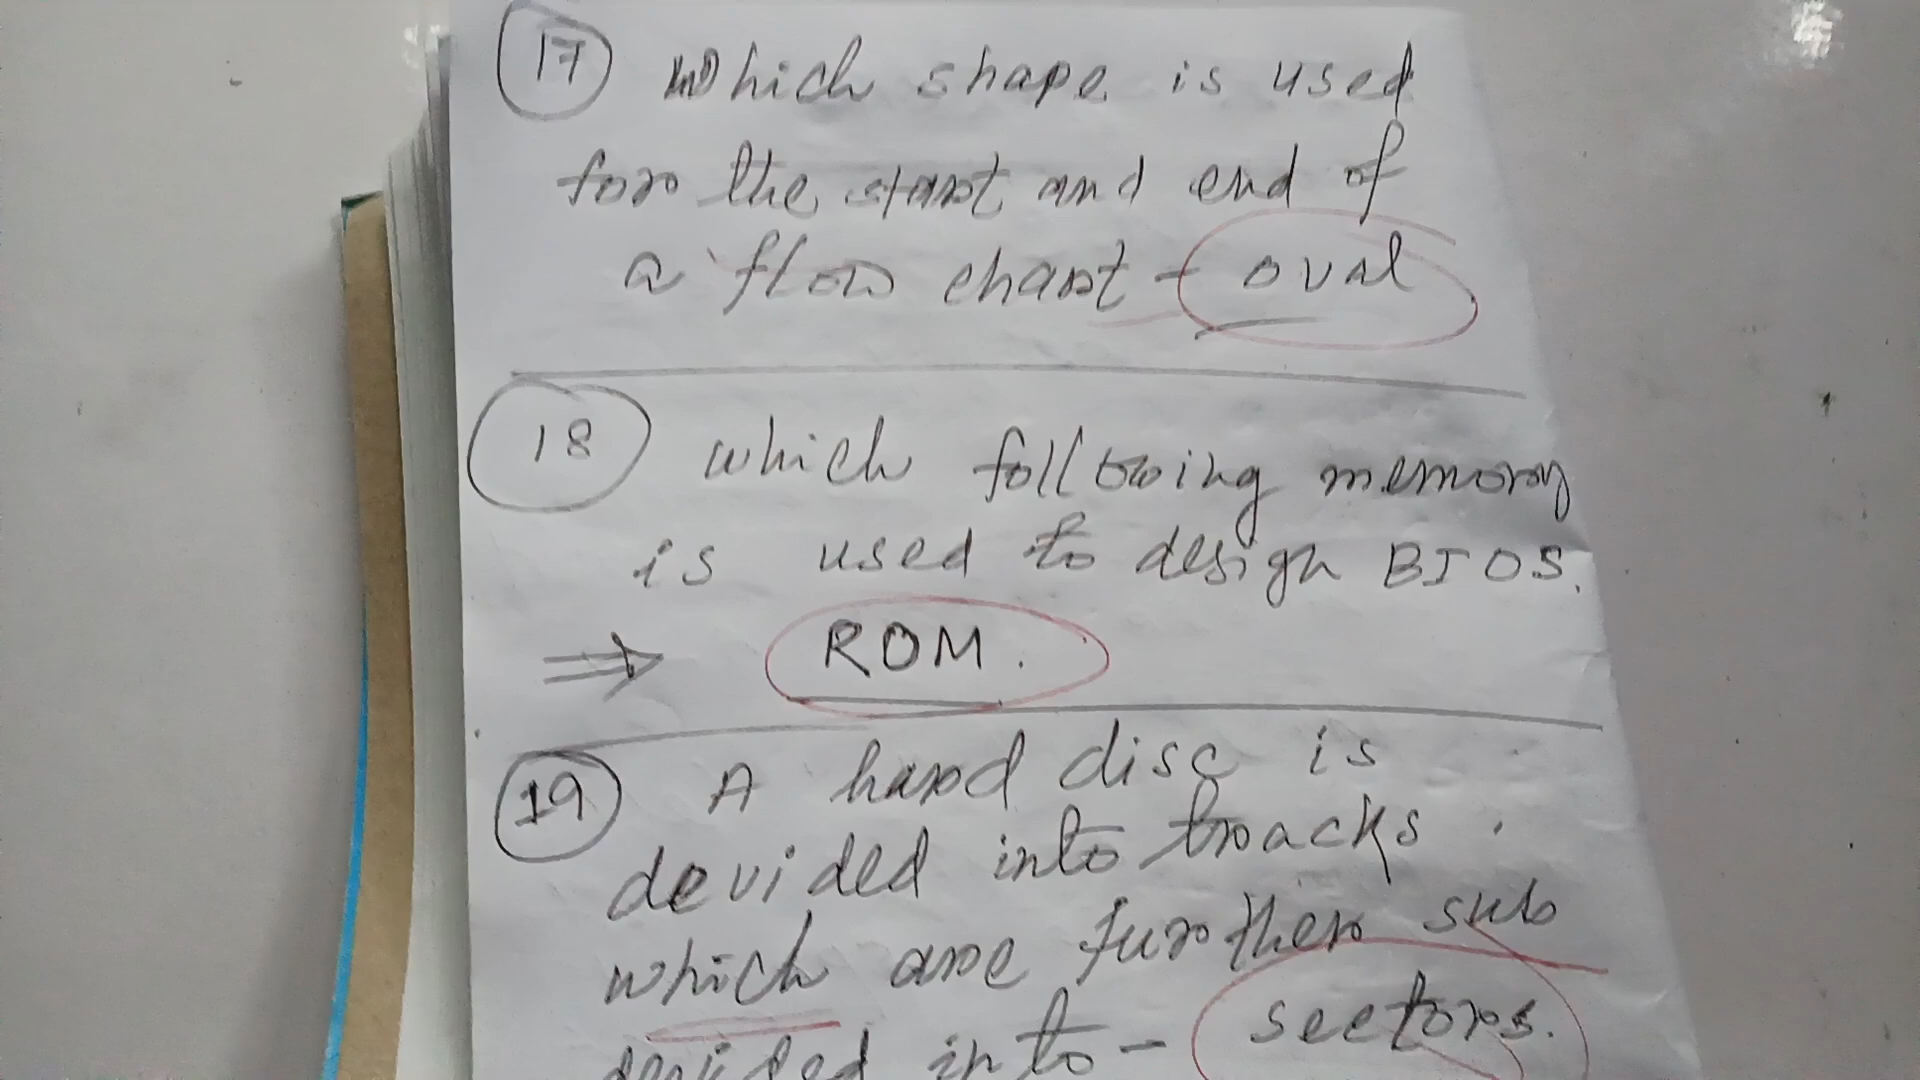 17 which shape is used
for the start and end of
a flow chart - oval
18 which following memory
is used to design BIOS.
⇒ ROM.
19 A hard disc is
devided into tracks.
which are further sub
devided into - sectors.